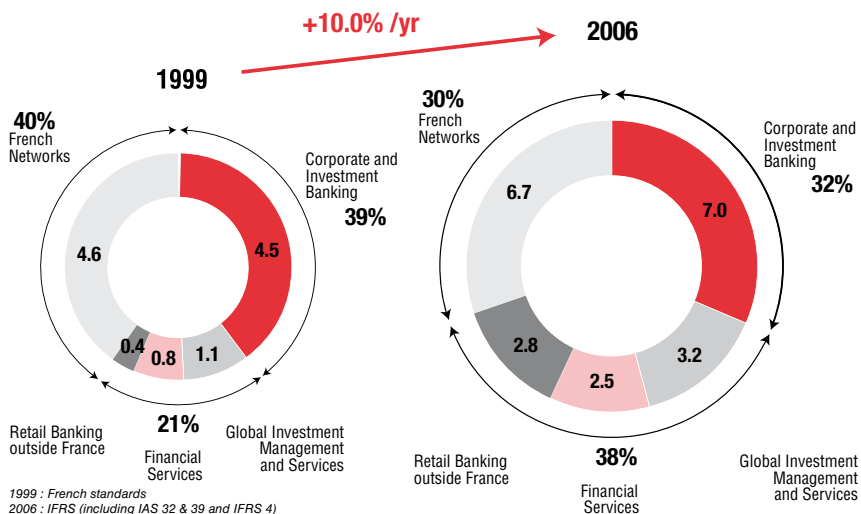 +10.0% /yr
1999
2006
40%
French
Networks
Corporate and
Investment
Banking
39%
4.6
4.5
0.4
0.8
1.1
Retail Banking
outside France
21%
Financial
Services
Global Investment
Management
and Services
30%
French
Networks
Corporate and
Investment
Banking
32%
6.7
7.0
2.8
2.5
3.2
Retail Banking
outside France
38%
Financial
Services
Global Investment
Management
and Services
1999 : French standards
2006 : IFRS (including IAS 32 & 39 and IFRS 4)